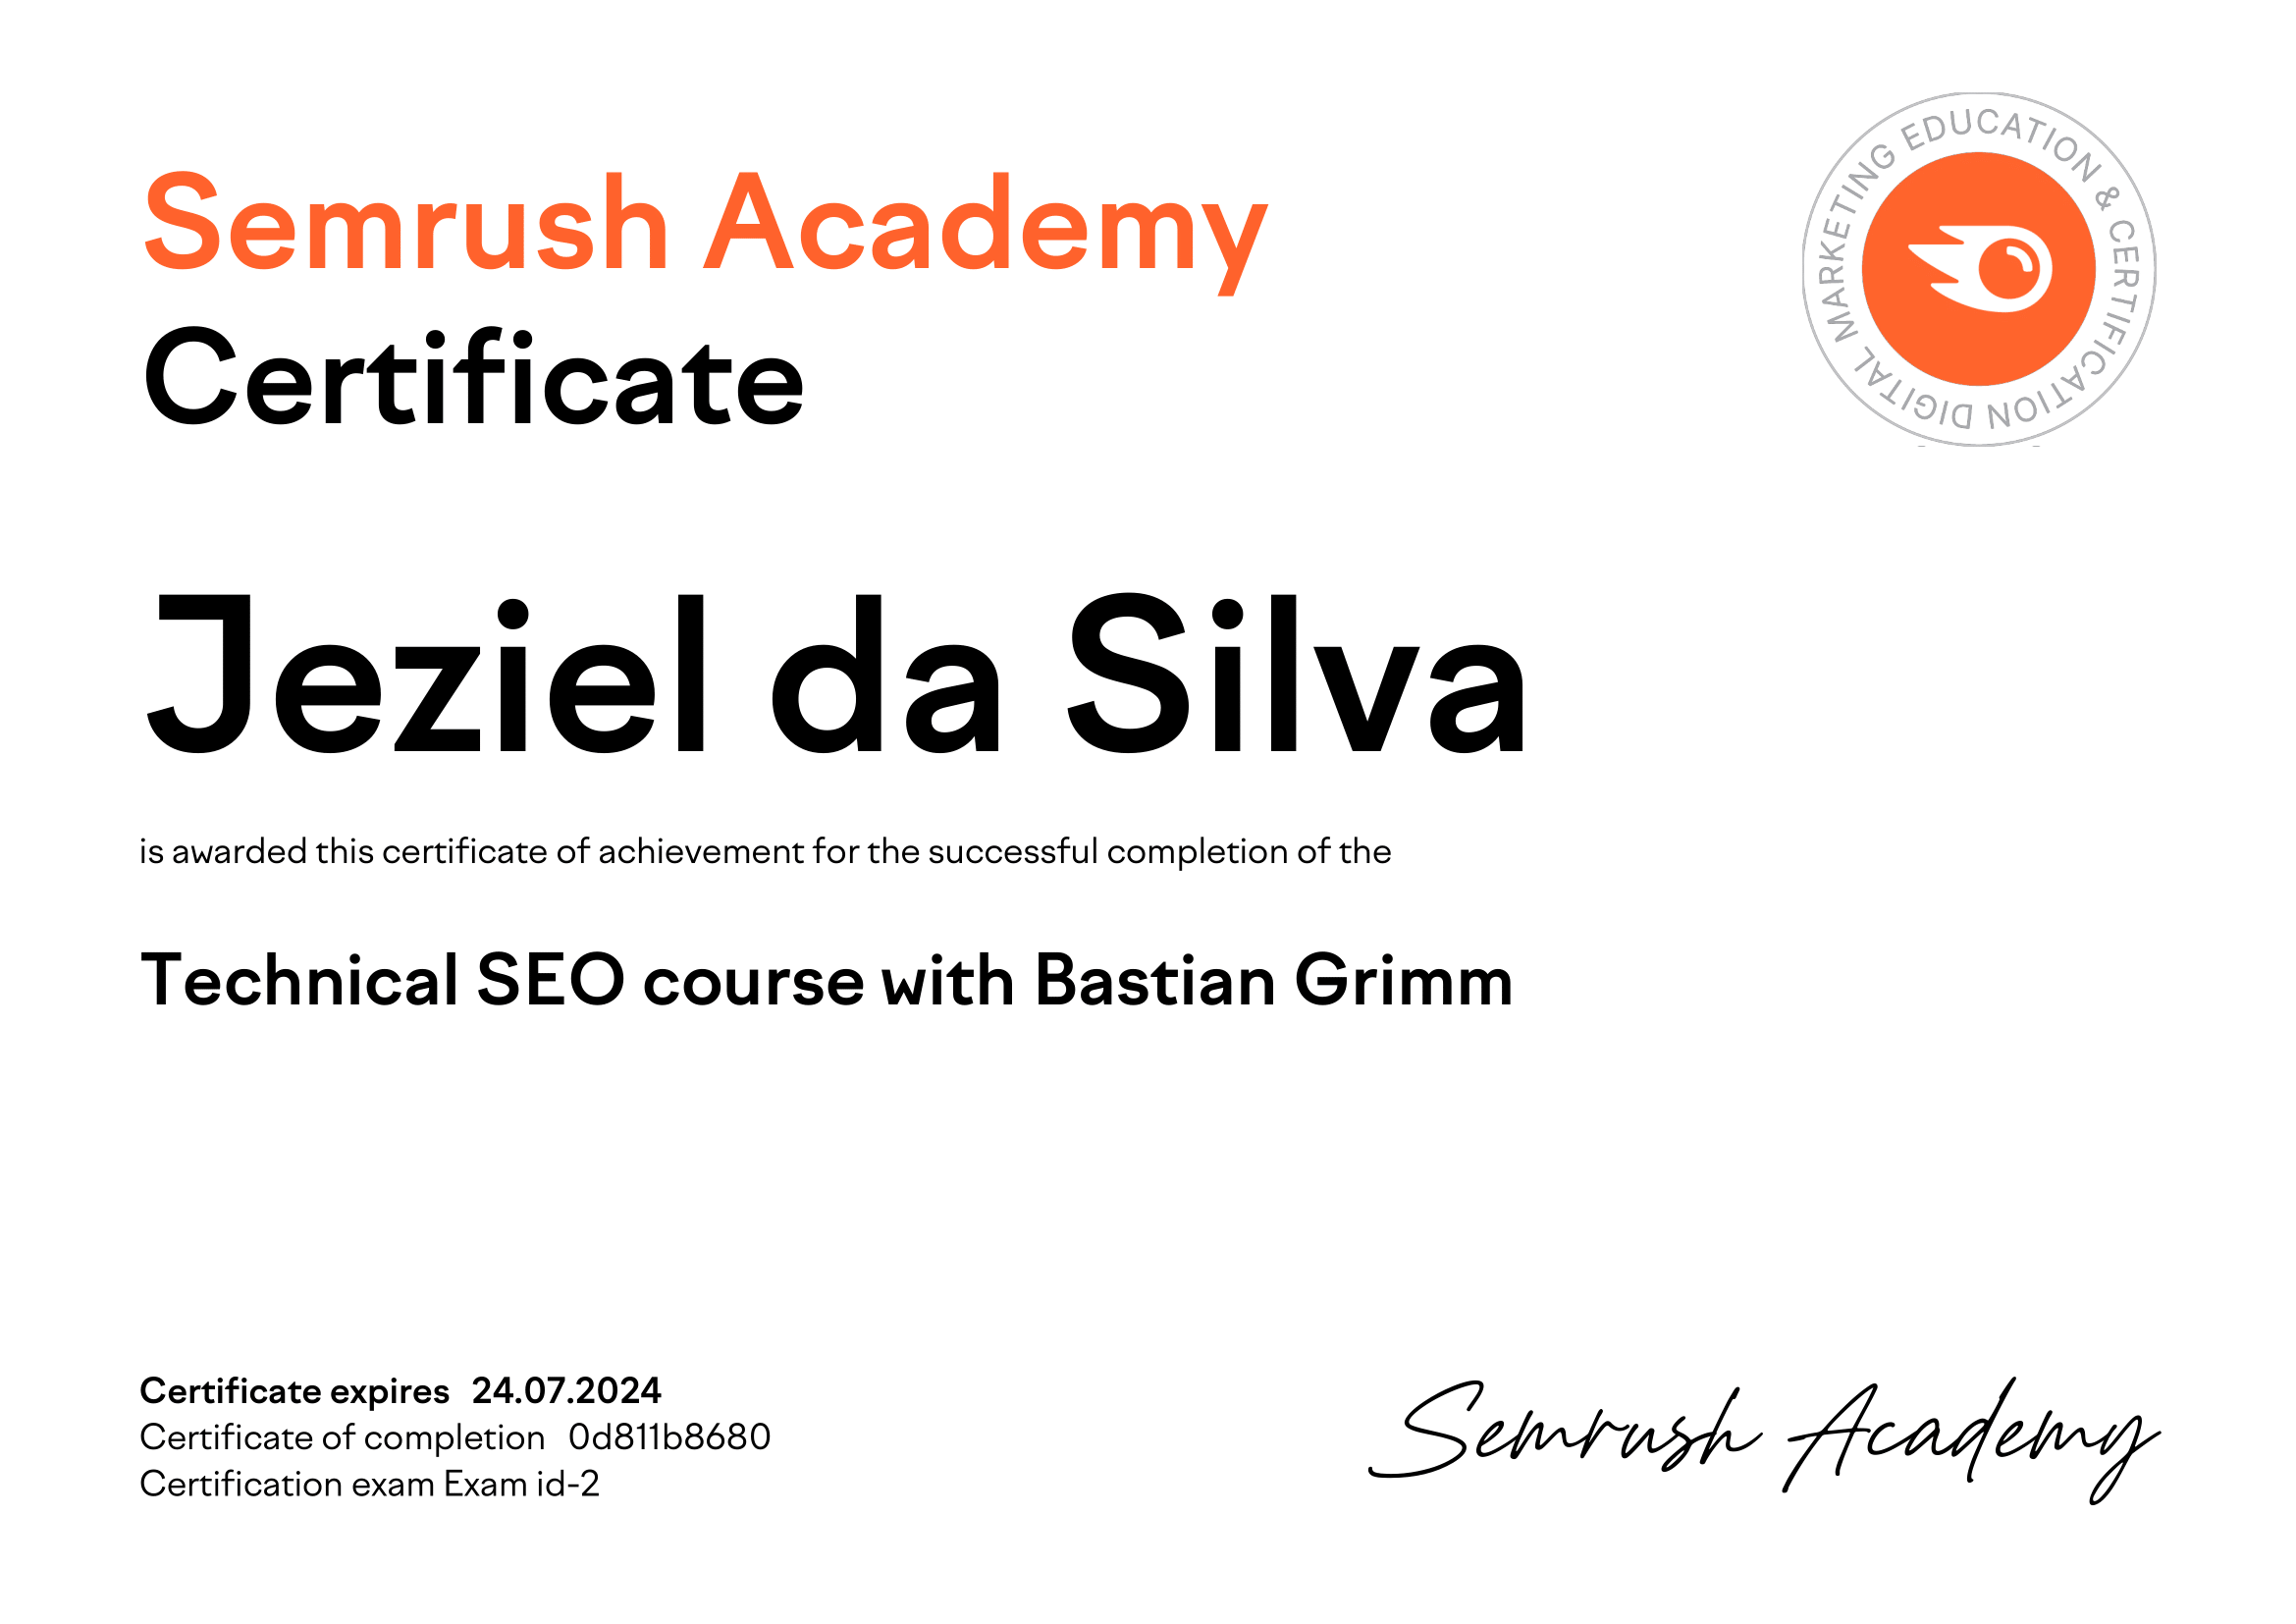 Semrush Academy
Certificate
DIGITAL MARKETING EDUCATION & CERTIFICATION
Jeziel da Silva
is awarded this certificate of achievement for the successful completion of the
Technical SEO course with Bastian Grimm
Certificate expires 24.07.2024
Certificate of completion 0d811b8680
Certification exam Exam id-2
Semrush Academy